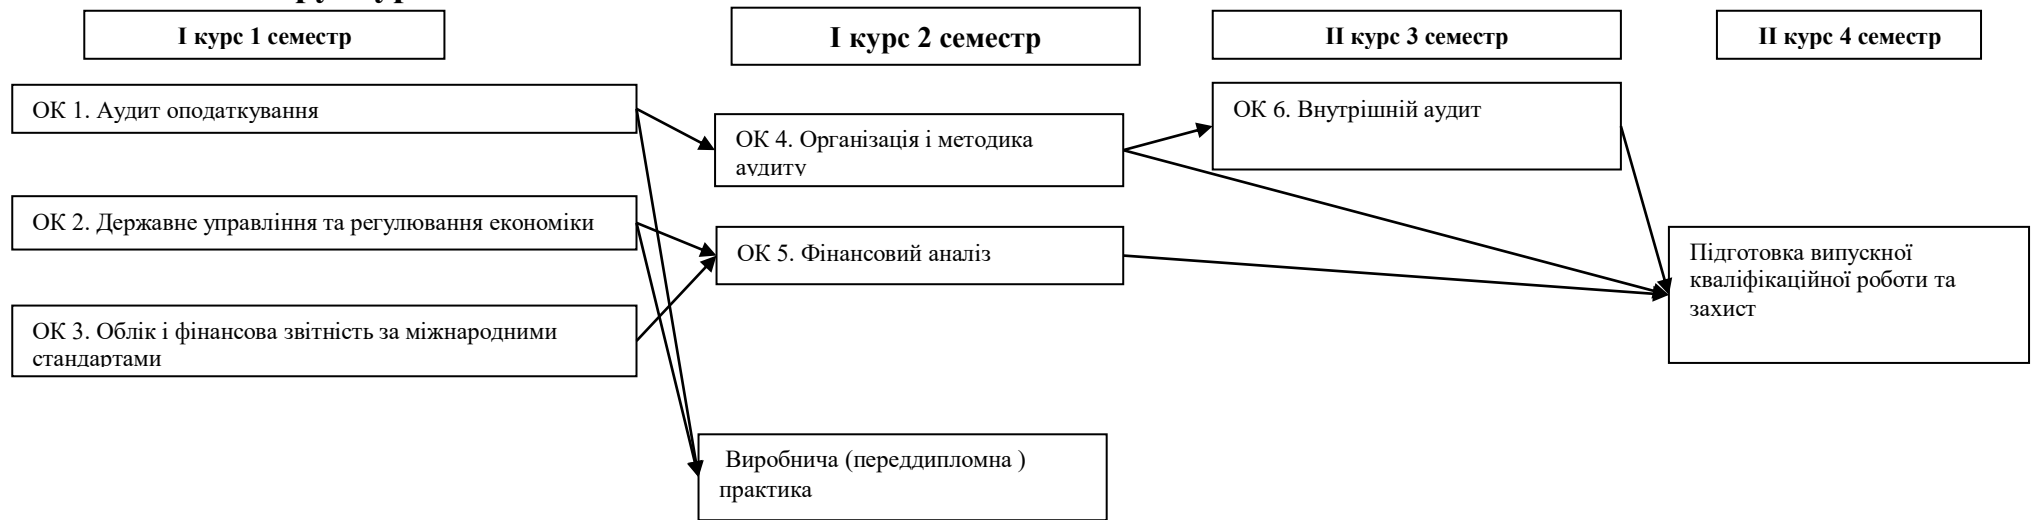 І курс 1 семестр
І курс 2 семестр
ІІ курс 3 семестр
ІІ курс 4 семестр
ОК 1. Аудит оподаткування
ОК 2. Державне управління та регулювання економіки
ОК 3. Облік і фінансова звітність за міжнародними
стандартами
ОК 4. Організація і методика
аудиту
ОК 5. Фінансовий аналіз
Виробнича (переддипломна )
практика
ОК 6. Внутрішній аудит
Підготовка випускної
кваліфікаційної роботи та
захист